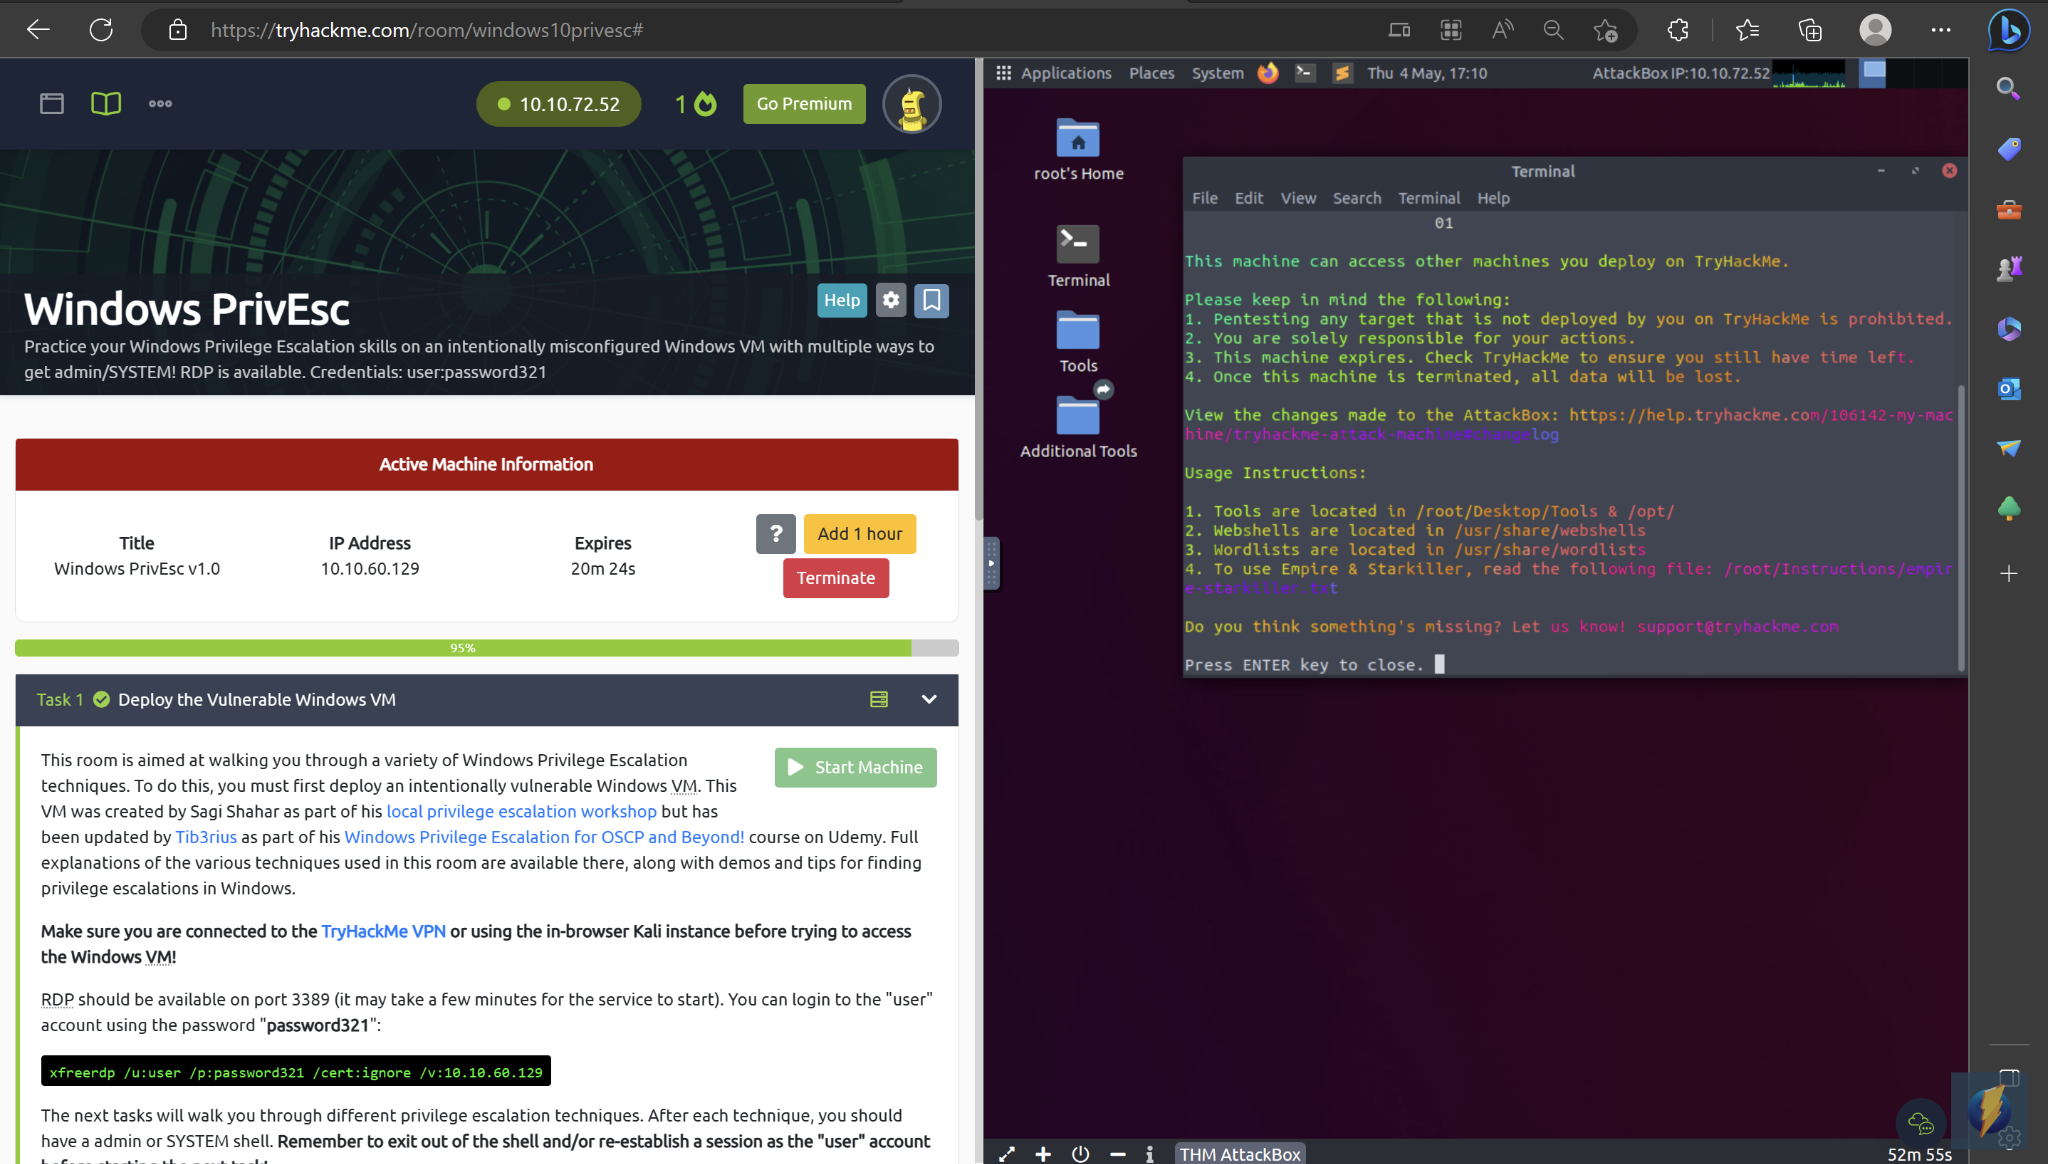 https://tryhackme.com/room/windows10privesc#
10.10.72.52
1
Go Premium
Windows PrivEsc
Help
Practice your Windows Privilege Escalation skills on an intentionally misconfigured Windows VM with multiple ways to
get admin/SYSTEM! RDP is available. Credentials: user:password321
Active Machine Information
Title
IP Address
Expires
?
Add 1 hour
Windows PrivEsc v1.0
10.10.60.129
20m 24s
Terminate
95%
Task 1
Deploy the Vulnerable Windows VM
This room is aimed at walking you through a variety of Windows Privilege Escalation
techniques. To do this, you must first deploy an intentionally vulnerable Windows VM. This
VM was created by Sagi Shahar as part of his local privilege escalation workshop but has
been updated by Tib3rius as part of his Windows Privilege Escalation for OSCP and Beyond! course on Udemy. Full
explanations of the various techniques used in this room are available there, along with demos and tips for finding
privilege escalations in Windows.
Start Machine
Make sure you are connected to the TryHackMe VPN or using the in-browser Kali instance before trying to access
the Windows VM!
RDP should be available on port 3389 (it may take a few minutes for the service to start). You can login to the "user"
account using the password "password321":
xfreerdp /u:user /p:password321 /cert:ignore /v:10.10.60.129
The next tasks will walk you through different privilege escalation techniques. After each technique, you should
have a admin or SYSTEM shell. Remember to exit out of the shell and/or re-establish a session as the "user" account
before starting the next task!
Applications Places System
Thu 4 May, 17:10
AttackBox IP:10.10.72.52
root's Home
Terminal
Tools
Additional Tools
Terminal
File Edit View Search Terminal Help
01
This machine can access other machines you deploy on TryHackMe.
Please keep in mind the following:
1. Pentesting any target that is not deployed by you on TryHackMe is prohibited.
2. You are solely responsible for your actions.
3. This machine expires. Check TryHackMe to ensure you still have time left.
4. Once this machine is terminated, all data will be lost.
View the changes made to the AttackBox: https://help.tryhackme.com/106142-my-mac
hine/tryhackme-attack-machine#changelog
Usage Instructions:
1. Tools are located in /root/Desktop/Tools & /opt/
2. Webshells are located in /usr/share/webshells
3. Wordlists are located in /usr/share/wordlists
4. To use Empire & Starkiller, read the following file: /root/Instructions/empir
e-starkiller.txt
Do you think something's missing? Let us know! support@tryhackme.com
Press ENTER key to close.
THM AttackBox
52m 55s